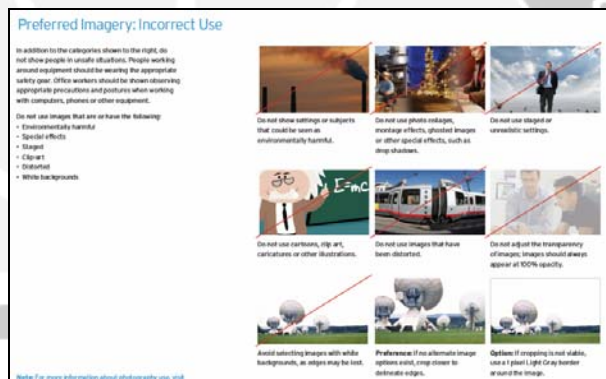 Preferred Imagery: Incorrect Use
In addition to the categories shown to the right, do
not show people in unsafe situations. People working
around equipment should be wearing the appropriate
safety gear. Office workers should be shown observing
appropriate precautions and postures when working
with computers, phones or other equipment.
Do not use images that are or have the following:
• Environmentally harmful
• Special effects
• Staged
• Clip art
• Distorted
• White backgrounds
Do not show settings or subjects
that could be seen as
environmentally harmful.
Do not use photo collages,
montage effects, ghosted images
or other special effects, such as
drop shadows.
Do not use staged or
unrealistic settings.
E=mc
Do not use cartoons, clip art,
caricatures or other illustrations.
Do not use images that have
been distorted.
Do not adjust the transparency
of images; images should always
appear at 100% opacity.
Avoid selecting images with white
backgrounds, as edges may be lost.
Preference: If no alternate image
options exist, crop closer to
delineate edges.
Option: If cropping is not viable,
use a 1 pixel Light Gray border
around the image.
Note: For more information about photography use, visit